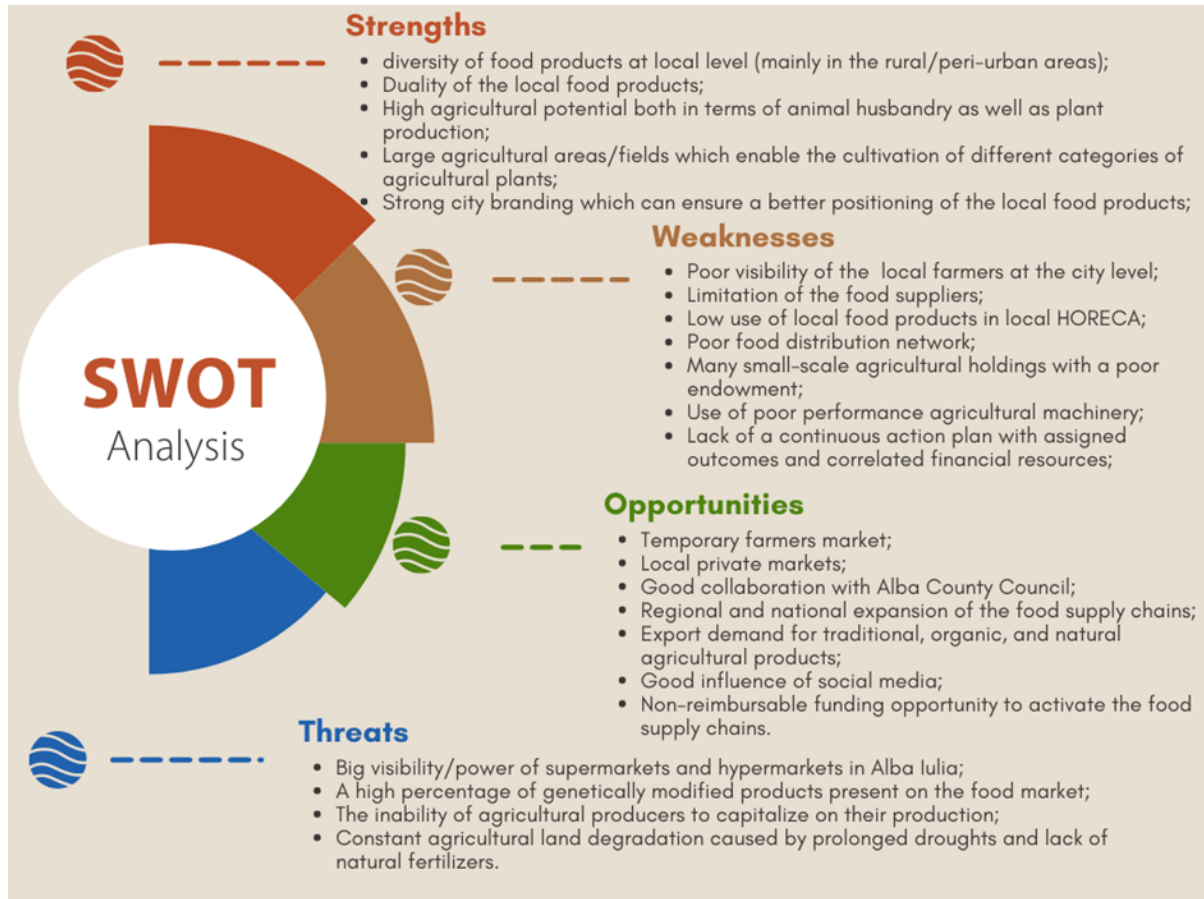 Strengths
• diversity of food products at local level (mainly in the rural/peri-urban areas);
• Duality of the local food products;
• High agricultural potential both in terms of animal husbandry as well as plant
production;
• Large agricultural areas/fields which enable the cultivation of different categories of
agricultural plants;
• Strong city branding which can ensure a better positioning of the local food products;
Weaknesses
• Poor visibility of the local farmers at the city level;
• Limitation of the food suppliers;
• Low use of local food products in local HORECA;
• Poor food distribution network;
• Many small-scale agricultural holdings with a poor
endowment;
• Use of poor performance agricultural machinery;
• Lack of a continuous action plan with assigned
outcomes and correlated financial resources;
SWOT
Analysis
Opportunities
• Temporary farmers market;
• Local private markets;
• Good collaboration with Alba County Council;
• Regional and national expansion of the food supply chains;
• Export demand for traditional, organic, and natural
agricultural products;
• Good influence of social media;
• Non-reimbursable funding opportunity to activate the food
supply chains.
Threats
• Big visibility/power of supermarkets and hypermarkets in Alba Iulia;
• A high percentage of genetically modified products present on the food market;
• The inability of agricultural producers to capitalize on their production;
• Constant agricultural land degradation caused by prolonged droughts and lack of
natural fertilizers.